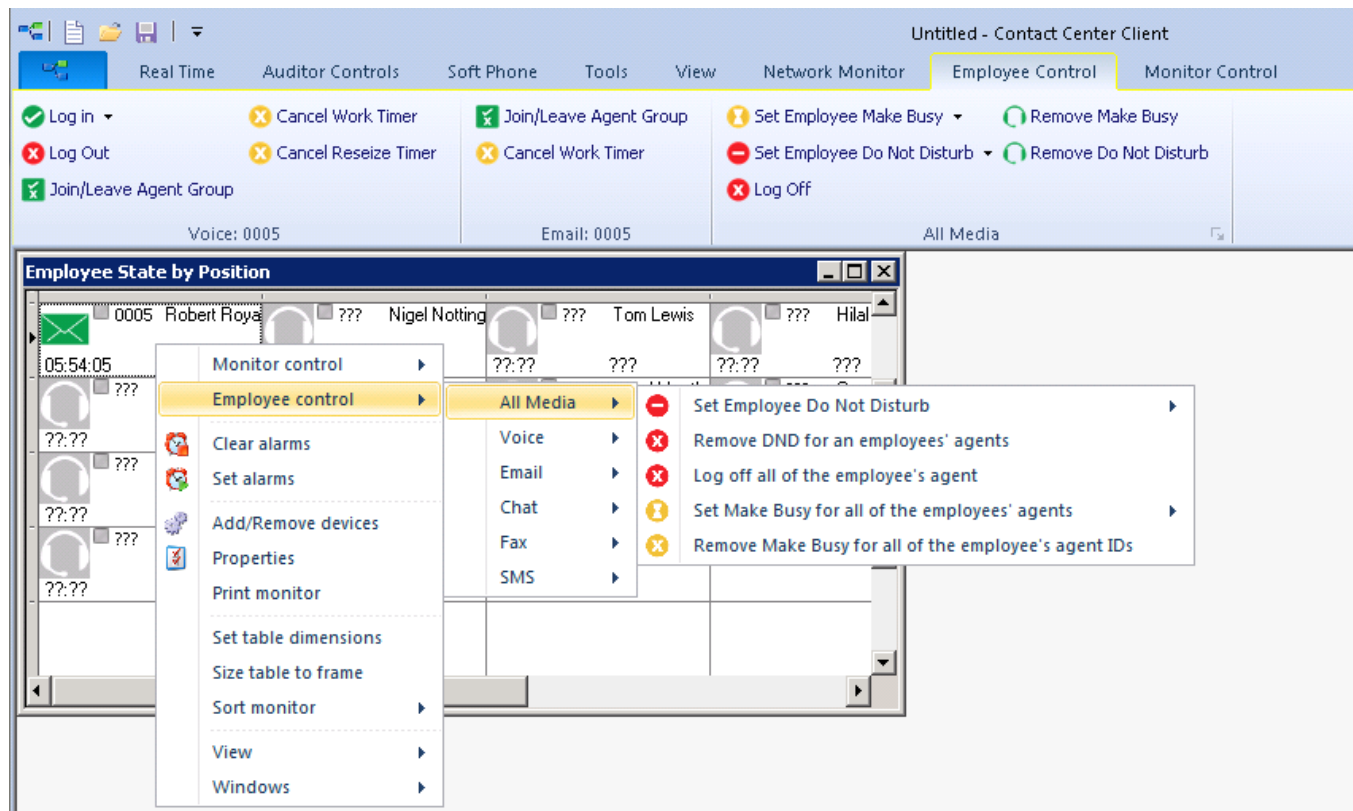 Untitled - Contact Center Client
Real Time Auditor Controls Soft Phone Tools View Network Monitor Employee Control Monitor Control
Log in Cancel Work Timer Join/Leave Agent Group Set Employee Make Busy Remove Make Busy
Log Out Cancel Reseize Timer Cancel Work Timer Set Employee Do Not Disturb Remove Do Not Disturb
Join/Leave Agent Group Log Off
Voice: 0005 Email: 0005 All Media
Employee State by Position
0005 Robert Roya ??? Nigel Notting ??? Tom Lewis ??? Hilal
05:54:05 Monitor control ??:?? ??? ??:?? ???
??? Employee control All Media Set Employee Do Not Disturb
??:?? Clear alarms Voice Remove DND for an employees' agents
??? Set alarms Email Log off all of the employee's agent
??:?? Add/Remove devices Chat Set Make Busy for all of the employees' agents
??? Properties Fax Remove Make Busy for all of the employee's agent IDs
??:?? Print monitor SMS
Set table dimensions
Size table to frame
Sort monitor
View
Windows